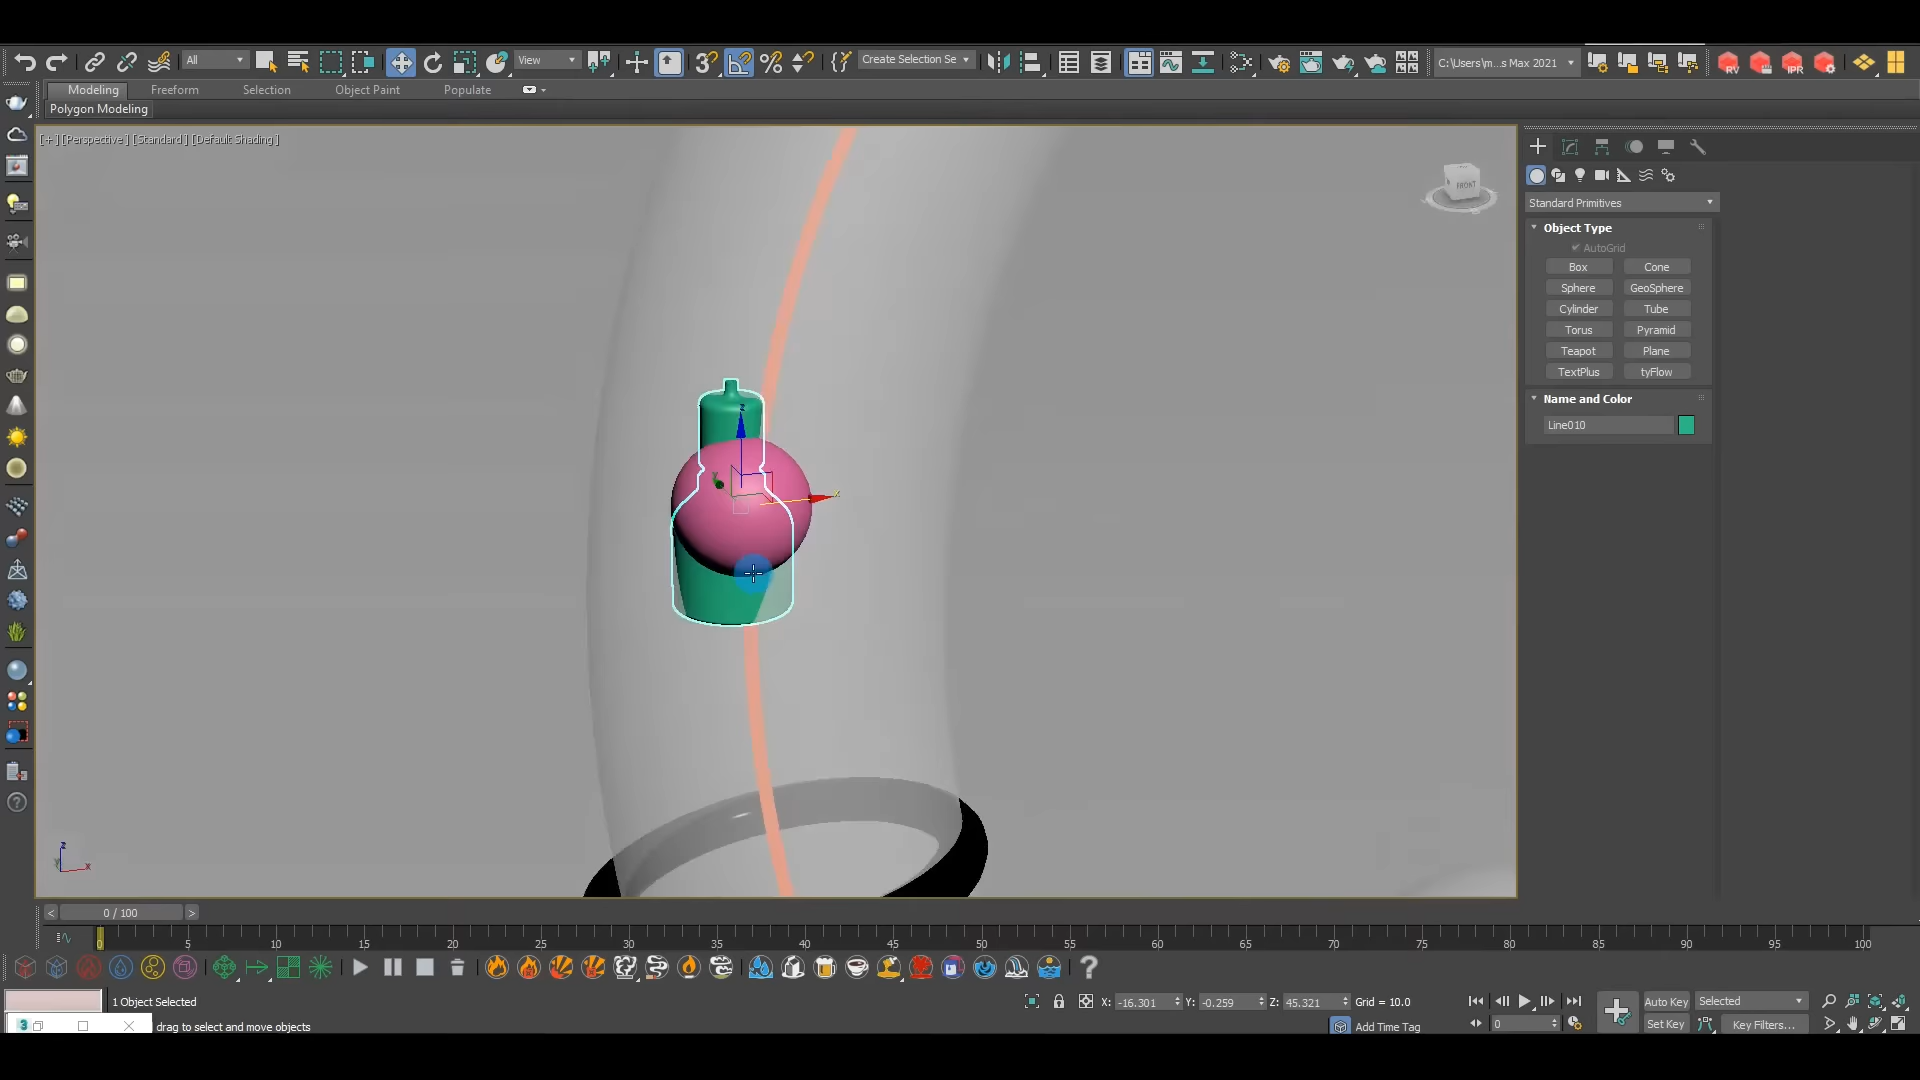 All
View
Create Selection Se
C:\Users\m...s Max 2021
Modeling
Freeform
Selection
Object Paint
Populate
Polygon Modeling
[+] [Perspective] [Standard] [Default Shading]
FRONT
Standard Primitives
Object Type
AutoGrid
Box
Cone
Sphere
GeoSphere
Cylinder
Tube
Torus
Pyramid
Teapot
Plane
TextPlus
tyFlow
Name and Color
Line010
z
x
y
z
x
0 / 100
0 5 10 15 20 25 30 35 40 45 50 55 60 65 70 75 80 85 90 95 100
1 Object Selected
X: -16.301 Y: -0.259 Z: 45.321 Grid = 10.0
Auto Key
Selected
drag to select and move objects
Add Time Tag
0
Set Key
Key Filters...